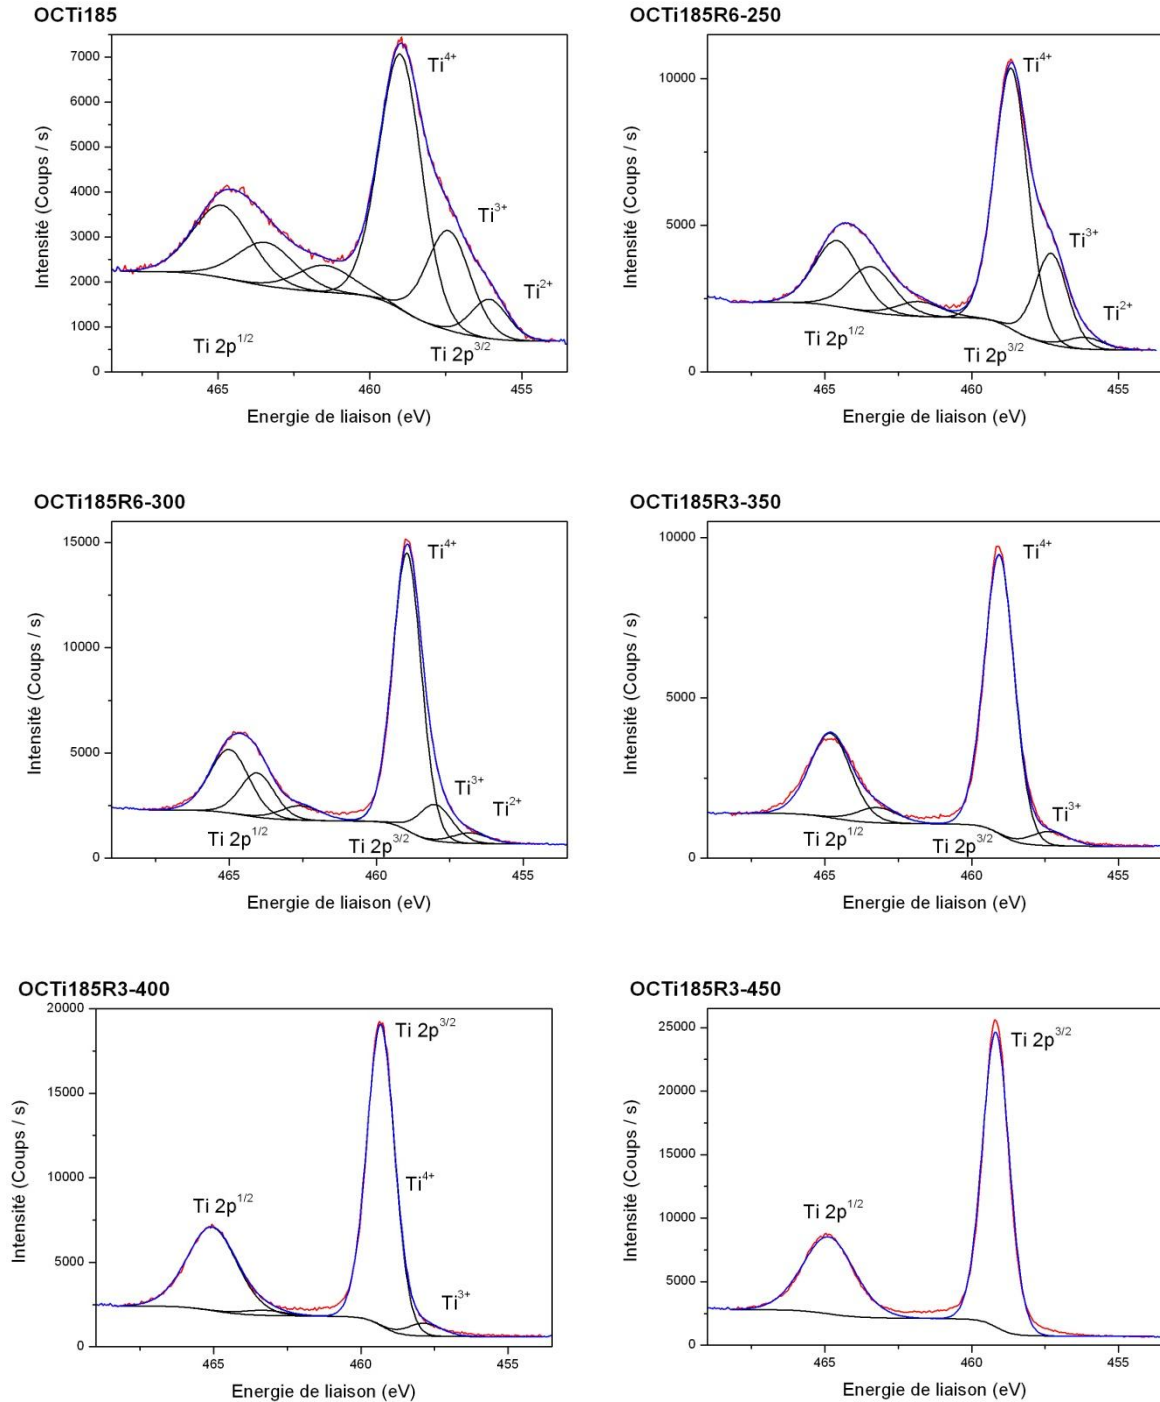 OCTi185
7000
6000
5000
4000
3000
2000
1000
0
Intensité (Coups / s)
Ti⁴⁺
Ti³⁺
Ti²⁺
Ti 2p¹/²
Ti 2p³/²
465
460
455
Energie de liaison (eV)
OCTi185R6-250
10000
5000
0
Intensité (Coups / s)
Ti⁴⁺
Ti³⁺
Ti²⁺
Ti 2p¹/²
Ti 2p³/²
465
460
455
Energie de liaison (eV)
OCTi185R6-300
15000
10000
5000
0
Intensité (Coups / s)
Ti⁴⁺
Ti³⁺
Ti²⁺
Ti 2p¹/²
Ti 2p³/²
465
460
455
Energie de liaison (eV)
OCTi185R3-350
10000
5000
0
Intensité (Coups / s)
Ti⁴⁺
Ti³⁺
Ti 2p¹/²
Ti 2p³/²
465
460
455
Energie de liaison (eV)
OCTi185R3-400
20000
15000
10000
5000
0
Intensité (Coups / s)
Ti 2p³/²
Ti⁴⁺
Ti 2p¹/²
Ti³⁺
465
460
455
Energie de liaison (eV)
OCTi185R3-450
25000
20000
15000
10000
5000
0
Intensité (Coups / s)
Ti 2p³/²
Ti 2p¹/²
465
460
455
Energie de liaison (eV)